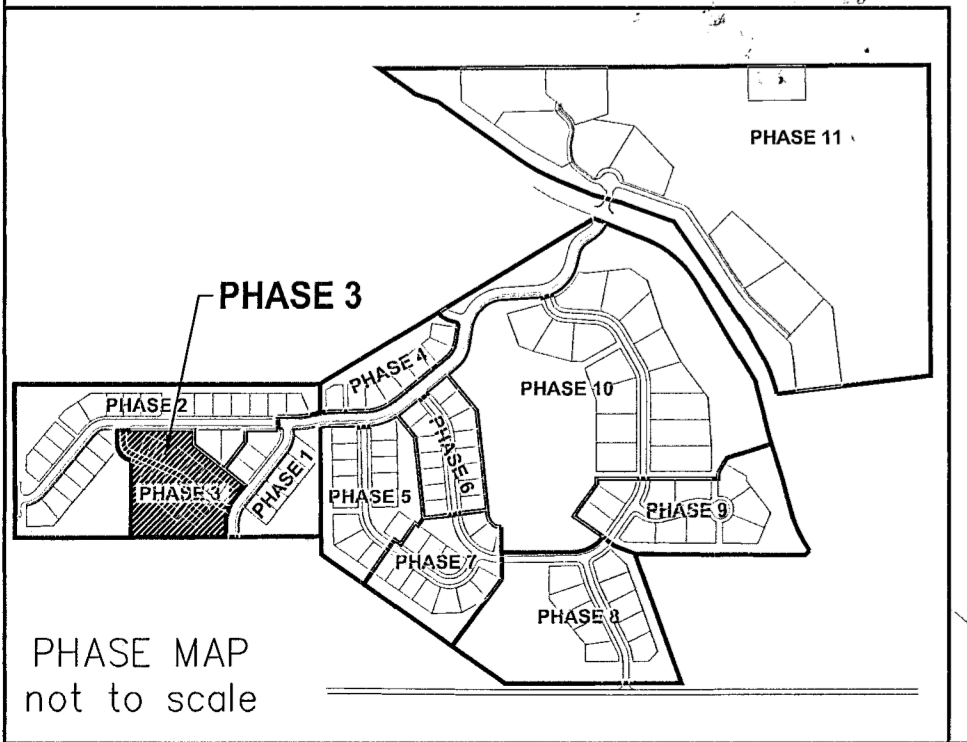 PHASE 11
PHASE 3
PHASE 4
PHASE 10
PHASE 2
PHASE 6
PHASE 1
PHASE 3
PHASE 5
PHASE 9
PHASE 7
PHASE 8
PHASE MAP
not to scale